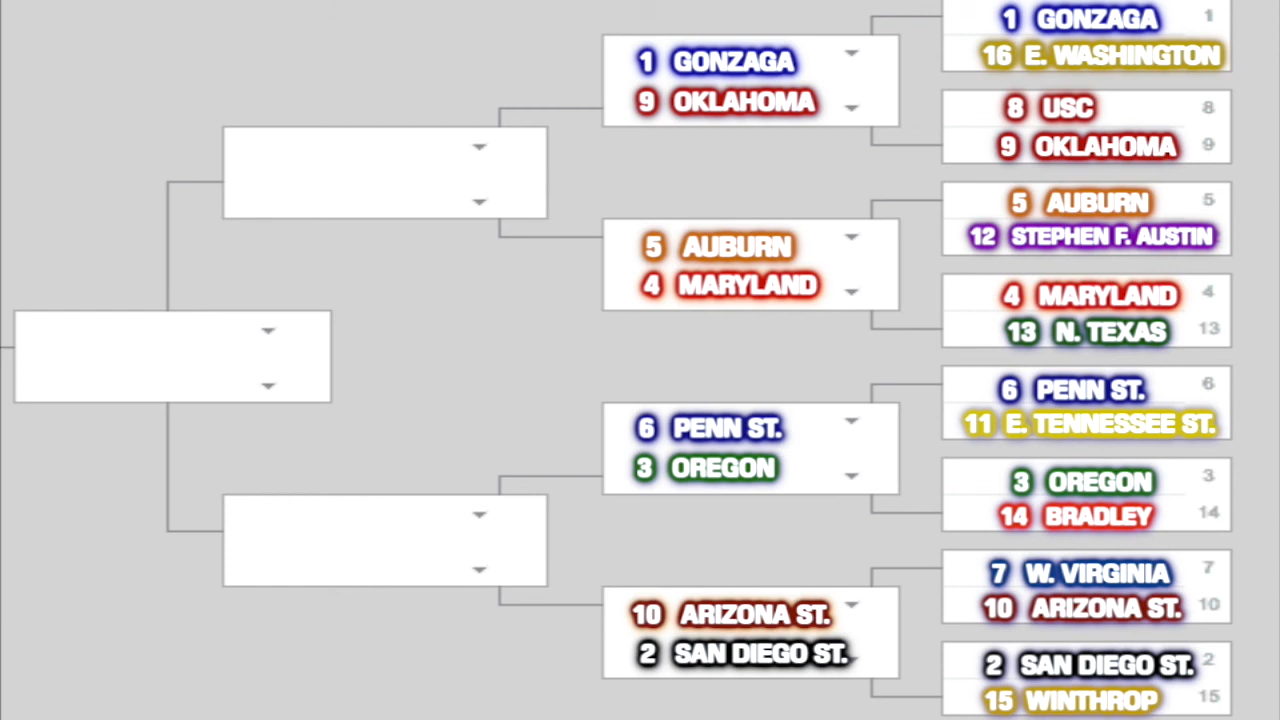 1 GONZAGA 1
16 E. WASHINGTON
8 USC 8
9 OKLAHOMA 9
5 AUBURN 5
12 STEPHEN F. AUSTIN
4 MARYLAND 4
13 N. TEXAS 13
6 PENN ST. 6
11 E. TENNESSEE ST.
3 OREGON 3
14 BRADLEY 14
7 W. VIRGINIA 7
10 ARIZONA ST. 10
2 SAN DIEGO ST. 2
15 WINTHROP 15
1 GONZAGA
9 OKLAHOMA
5 AUBURN
4 MARYLAND
6 PENN ST.
3 OREGON
10 ARIZONA ST.
2 SAN DIEGO ST.